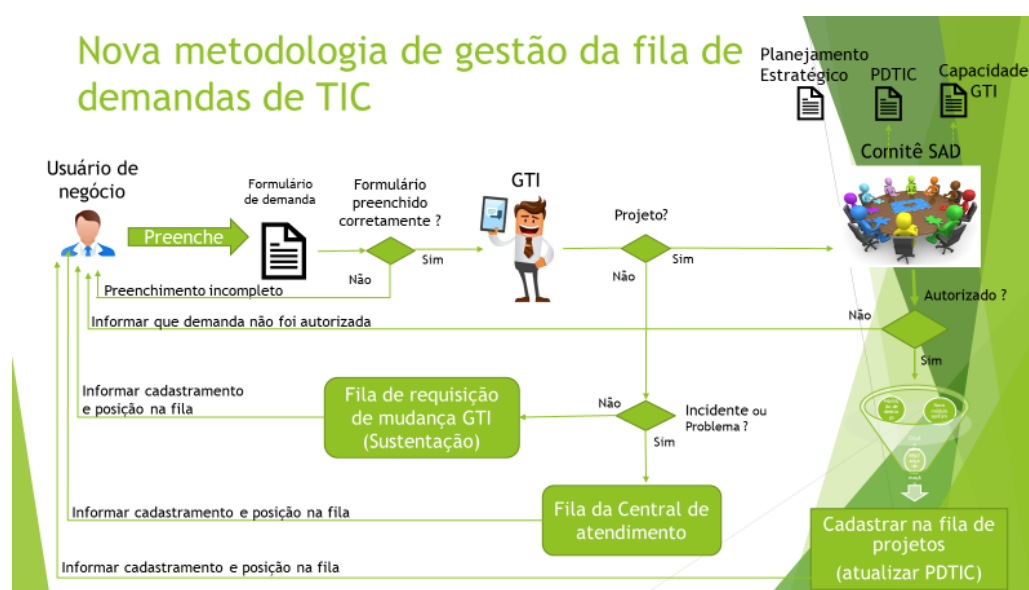 Nova metodologia de gestão da fila de
demandas de TIC
Planejamento
Estratégico
PDTIC
Capacidade
GTI
Comitê SAD
Usuário de
negócio
Preenche
Formulário
de demanda
Formulário
preenchido
corretamente ?
Sim
Não
GTI
Projeto?
Sim
Não
Preenchimento incompleto
Autorizado ?
Não
Sim
Informar que demanda não foi autorizada
Informar cadastramento
e posição na fila
Fila de requisição
de mudança GTI
(Sustentação)
Não
Incidente ou
Problema ?
Sim
Informar cadastramento e posição na fila
Fila da Central de
atendimento
Cadastrar na fila de
projetos
(atualizar PDTIC)
Informar cadastramento e posição na fila